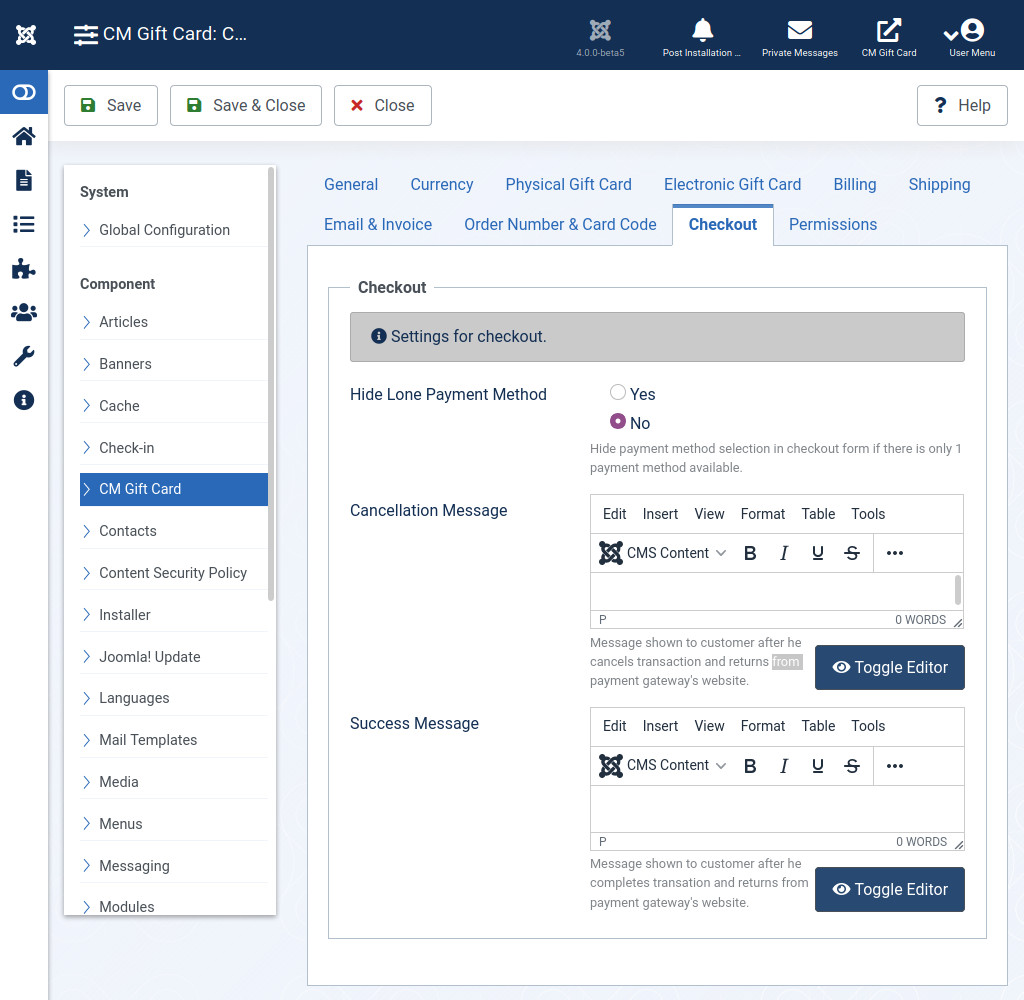 CM Gift Card: C...
4.0.0-beta5
Post Installation ...
Private Messages
CM Gift Card
User Menu
Save
Save & Close
Close
Help
System
Global Configuration
Component
Articles
Banners
Cache
Check-in
CM Gift Card
Contacts
Content Security Policy
Installer
Joomla! Update
Languages
Mail Templates
Media
Menus
Messaging
Modules
General Currency Physical Gift Card Electronic Gift Card Billing Shipping
Email & Invoice Order Number & Card Code Checkout Permissions
Checkout
Settings for checkout.
Hide Lone Payment Method
Yes
No
Hide payment method selection in checkout form if there is only 1
payment method available.
Cancellation Message
Edit Insert View Format Table Tools
CMS Content B I U S ...
P 0 WORDS
Message shown to customer after he
cancels transaction and returns from
payment gateway's website.
Toggle Editor
Success Message
Edit Insert View Format Table Tools
CMS Content B I U S ...
P 0 WORDS
Message shown to customer after he
completes transation and returns from
payment gateway's website.
Toggle Editor